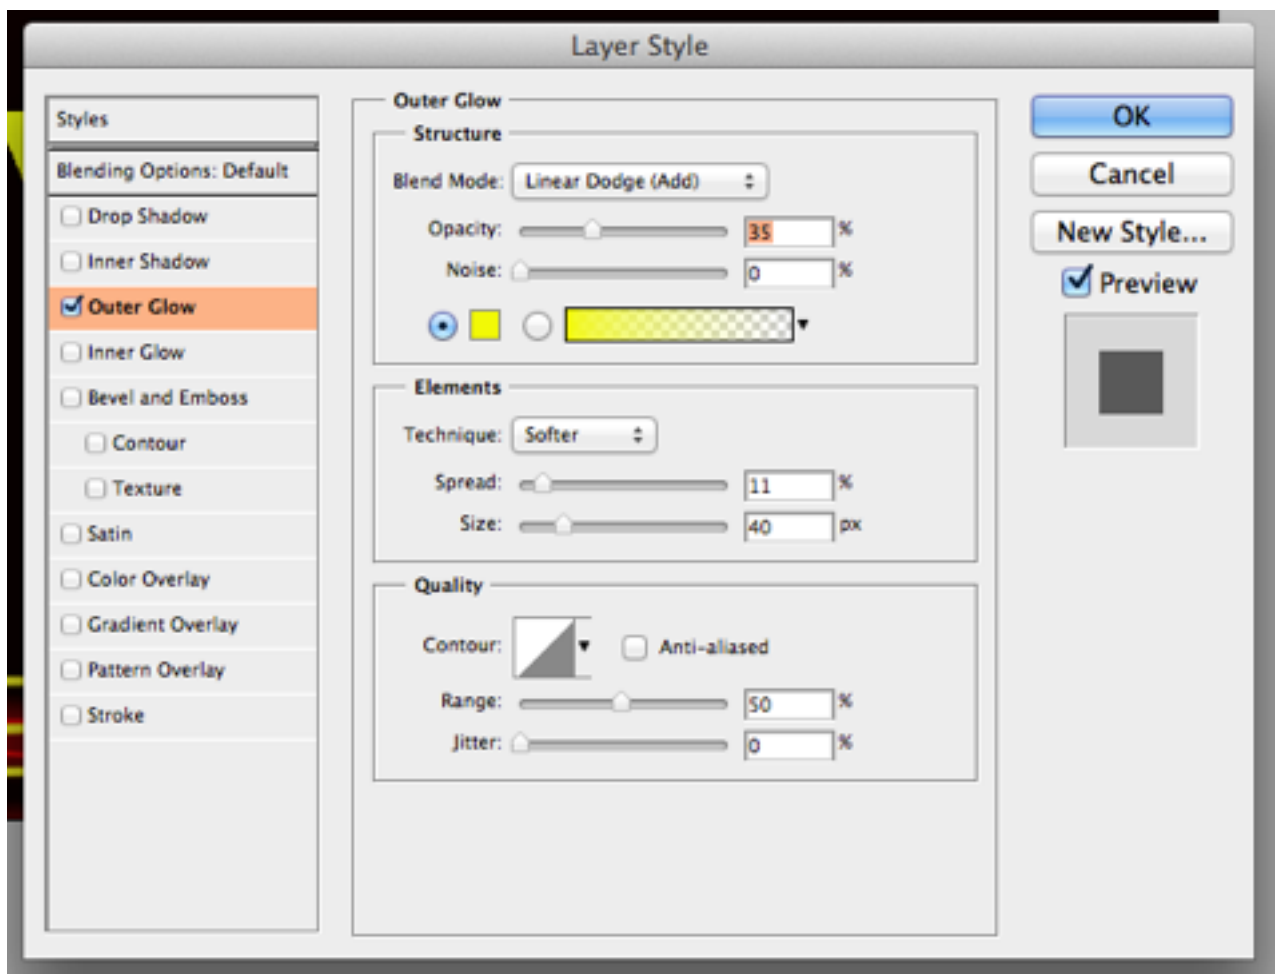 Layer Style
Styles
Blending Options: Default
Drop Shadow
Inner Shadow
Outer Glow
Inner Glow
Bevel and Emboss
Contour
Texture
Satin
Color Overlay
Gradient Overlay
Pattern Overlay
Stroke
Outer Glow
Structure
Blend Mode: Linear Dodge (Add)
Opacity: 35 %
Noise: 0 %
Elements
Technique: Softer
Spread: 11 %
Size: 40 px
Quality
Contour: Anti-aliased
Range: 50 %
Jitter: 0 %
OK
Cancel
New Style...
Preview